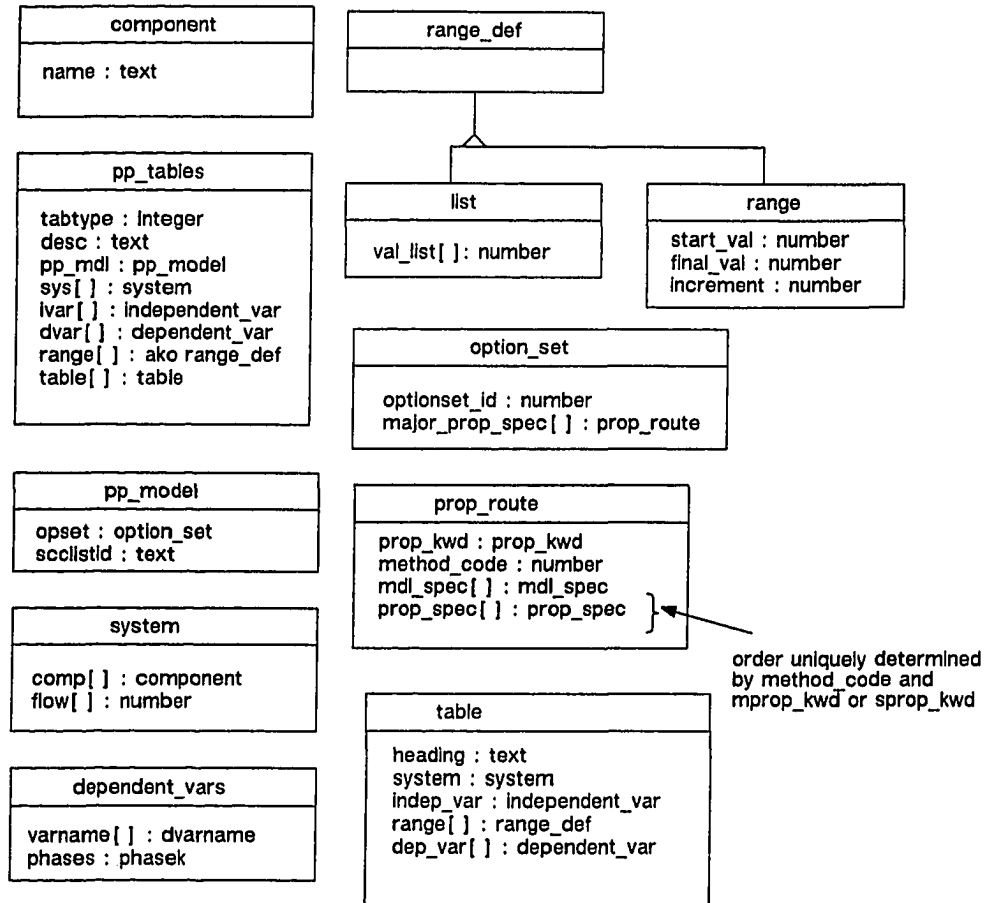 component
name : text
range_def
pp_tables
tabtype : integer
desc : text
pp_mdl : pp_model
sys[ ] : system
ivar[ ] : independent_var
dvar[ ] : dependent_var
range[ ] : ako range_def
table[ ] : table
list
val_list[ ] : number
range
start_val : number
final_val : number
increment : number
option_set
optionset_id : number
major_prop_spec[ ] : prop_route
pp_model
opset : option_set
scclistid : text
prop_route
prop_kwd : prop_kwd
method_code : number
mdl_spec[ ] : mdl_spec
prop_spec[ ] : prop_spec
order uniquely determined
by method_code and
mprop_kwd or sprop_kwd
system
comp[ ] : component
flow[ ] : number
table
heading : text
system : system
indep_var : independent_var
range[ ] : range_def
dep_var[ ] : dependent_var
dependent_vars
varname[ ] : dvarname
phases : phasek